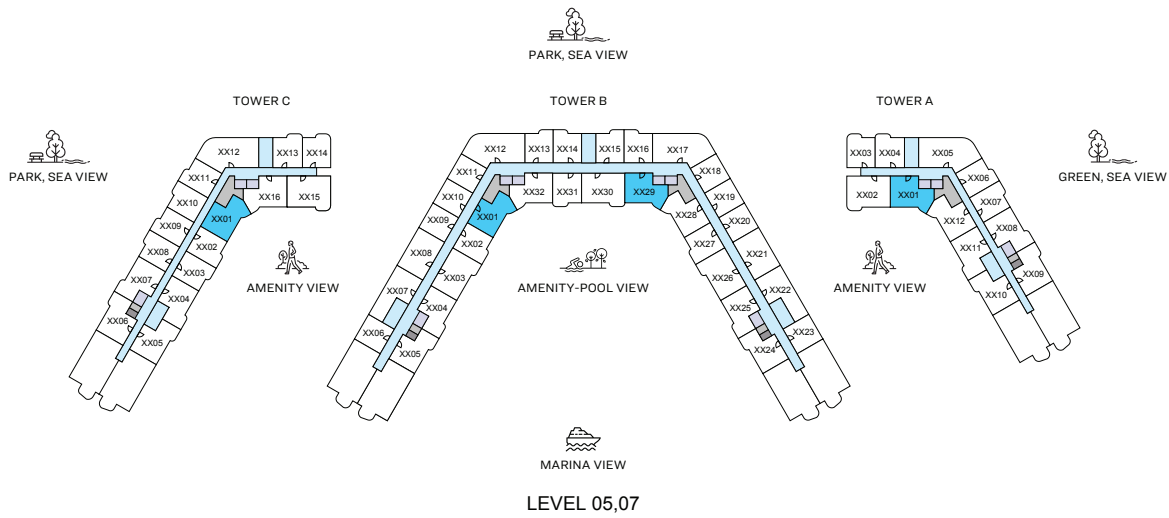 PARK, SEA VIEW
TOWER C
TOWER B
TOWER A
PARK, SEA VIEW
GREEN, SEA VIEW
XX12
XX13
XX14
XX11
XX10
XX16
XX15
XX01
XX09
XX02
XX08
XX03
XX07
XX04
XX06
XX05
XX12
XX13
XX14
XX15
XX16
XX17
XX11
XX18
XX10
XX32
XX31
XX30
XX29
XX19
XX01
XX28
XX09
XX20
XX02
XX27
XX08
XX21
XX03
XX26
XX07
XX22
XX04
XX25
XX06
XX23
XX05
XX24
XX03
XX04
XX05
XX06
XX02
XX01
XX07
XX12
XX08
XX11
XX09
XX10
AMENITY VIEW
AMENITY-POOL VIEW
AMENITY VIEW
MARINA VIEW
LEVEL 05,07